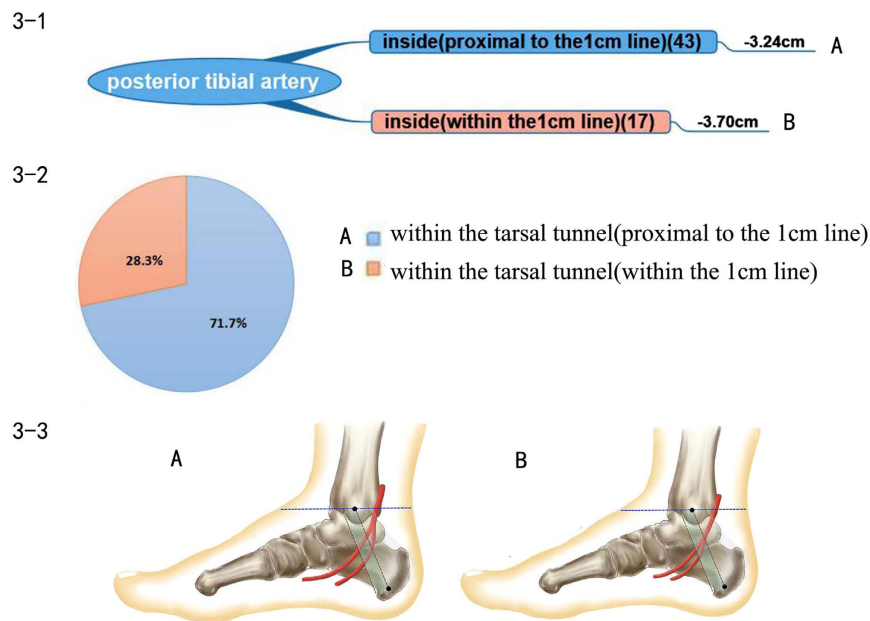 3-1
inside(proximal to the1cm line)(43)
-3.24cm
A
posterior tibial artery
inside(within the1cm line)(17)
-3.70cm
B
3-2
28.3%
71.7%
A within the tarsal tunnel(proximal to the 1cm line)
B within the tarsal tunnel(within the 1cm line)
3-3
A
B